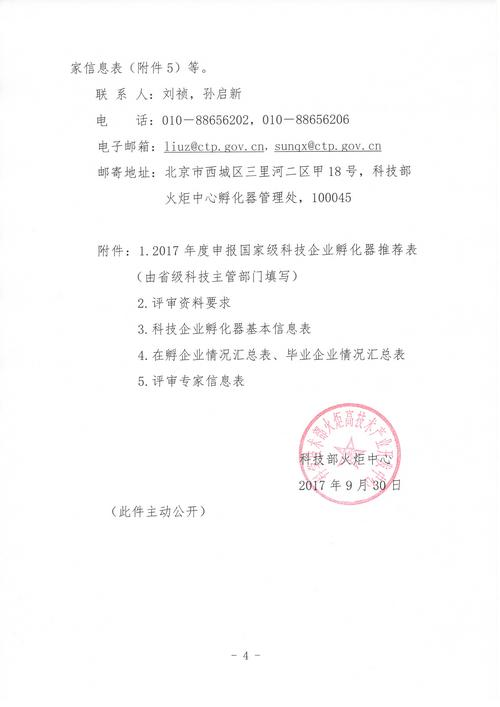 家信息表（附件5）等。
联 系 人：刘祯，孙启新
电    话：010-88656202，010-88656206
电子邮箱：liuz@ctp.gov.cn，sunqx@ctp.gov.cn
邮寄地址：北京市西城区三里河二区甲18号，科技部
火炬中心孵化器管理处，100045
附件：1.2017年度申报国家级科技企业孵化器推荐表
（由省级科技主管部门填写）
2.评审资料要求
3.科技企业孵化器基本信息表
4.在孵企业情况汇总表、毕业企业情况汇总表
5.评审专家信息表
科技部火炬中心
2017年9月30日
（此件主动公开）
- 4 -